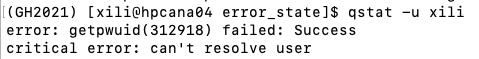 (GH2021) [xili@hpcana04 error_state]$ qstat -u xili
error: getpwuid(312918) failed: Success
critical error: can't resolve user